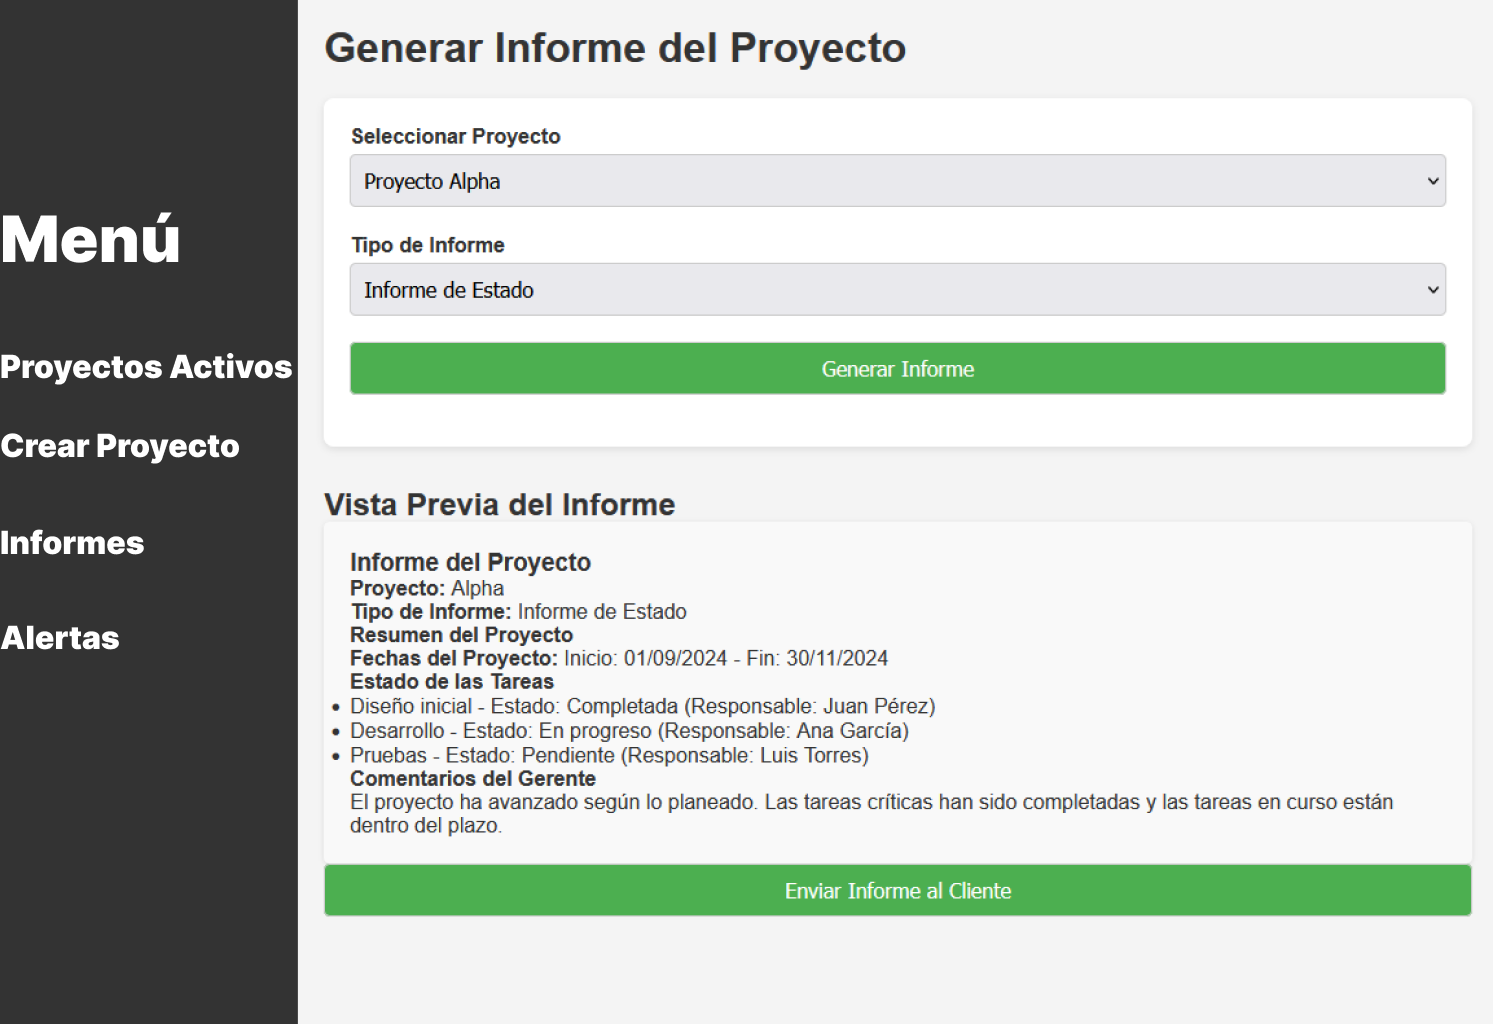 Menú
Proyectos Activos
Crear Proyecto
Informes
Alertas
Generar Informe del Proyecto
Seleccionar Proyecto
Proyecto Alpha
Tipo de Informe
Informe de Estado
Generar Informe
Vista Previa del Informe
Informe del Proyecto
Proyecto: Alpha
Tipo de Informe: Informe de Estado
Resumen del Proyecto
Fechas del Proyecto: Inicio: 01/09/2024 - Fin: 30/11/2024
Estado de las Tareas
• Diseño inicial - Estado: Completada (Responsable: Juan Pérez)
• Desarrollo - Estado: En progreso (Responsable: Ana García)
• Pruebas - Estado: Pendiente (Responsable: Luis Torres)
Comentarios del Gerente
El proyecto ha avanzado según lo planeado. Las tareas críticas han sido completadas y las tareas en curso están
dentro del plazo.
Enviar Informe al Cliente